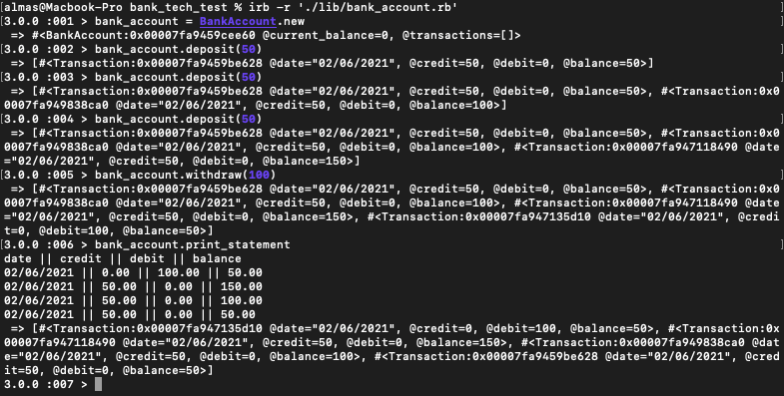 almas@Macbook-Pro bank_tech_test % irb -r './lib/bank_account.rb'
[3.0.0 :001 > bank_account = BankAccount.new
 => #<BankAccount:0x00007fa9459cee60 @current_balance=0, @transactions=[]>
[3.0.0 :002 > bank_account.deposit(50)
 => [#<Transaction:0x00007fa9459be628 @date="02/06/2021", @credit=50, @debit=0, @balance=50>]
[3.0.0 :003 > bank_account.deposit(50)
 => [#<Transaction:0x00007fa9459be628 @date="02/06/2021", @credit=50, @debit=0, @balance=50>, #<Transaction:0x0
0007fa949838ca0 @date="02/06/2021", @credit=50, @debit=0, @balance=100>]
[3.0.0 :004 > bank_account.deposit(50)
 => [#<Transaction:0x00007fa9459be628 @date="02/06/2021", @credit=50, @debit=0, @balance=50>, #<Transaction:0x0
0007fa949838ca0 @date="02/06/2021", @credit=50, @debit=0, @balance=100>, #<Transaction:0x00007fa947118490 @date
="02/06/2021", @credit=50, @debit=0, @balance=150>]
[3.0.0 :005 > bank_account.withdraw(100)
 => [#<Transaction:0x00007fa9459be628 @date="02/06/2021", @credit=50, @debit=0, @balance=50>, #<Transaction:0x0
0007fa949838ca0 @date="02/06/2021", @credit=50, @debit=0, @balance=100>, #<Transaction:0x00007fa947118490 @date
="02/06/2021", @credit=50, @debit=0, @balance=150>, #<Transaction:0x00007fa947135d10 @date="02/06/2021", @credi
t=0, @debit=100, @balance=50>]
[3.0.0 :006 > bank_account.print_statement
date || credit || debit || balance
02/06/2021 || 0.00 || 100.00 || 50.00
02/06/2021 || 50.00 || 0.00 || 150.00
02/06/2021 || 50.00 || 0.00 || 100.00
02/06/2021 || 50.00 || 0.00 || 50.00
 => [#<Transaction:0x00007fa947135d10 @date="02/06/2021", @credit=0, @debit=100, @balance=50>, #<Transaction:0x
00007fa947118490 @date="02/06/2021", @credit=50, @debit=0, @balance=150>, #<Transaction:0x00007fa949838ca0 @dat
e="02/06/2021", @credit=50, @debit=0, @balance=100>, #<Transaction:0x00007fa9459be628 @date="02/06/2021", @cred
it=50, @debit=0, @balance=50>]
3.0.0 :007 >